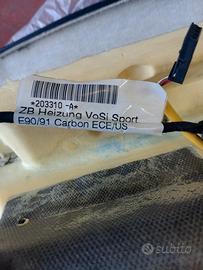 *203310 -A*
ZB Heizung VoSi Sport
E90/91 Carbon ECE/US
subito